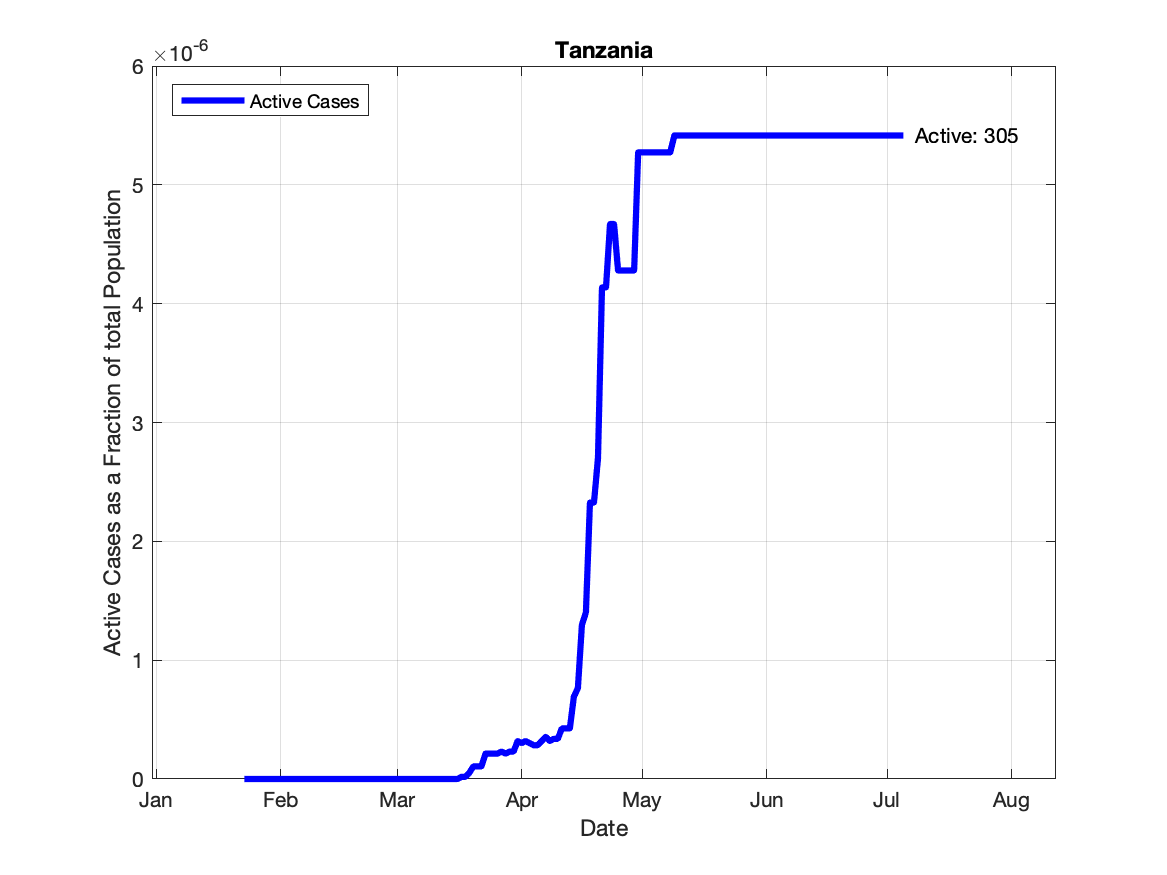 Tanzania
×10^-6
Active Cases
Active: 305
6
5
4
3
2
1
0
Active Cases as a Fraction of total Population
Jan Feb Mar Apr May Jun Jul Aug
Date